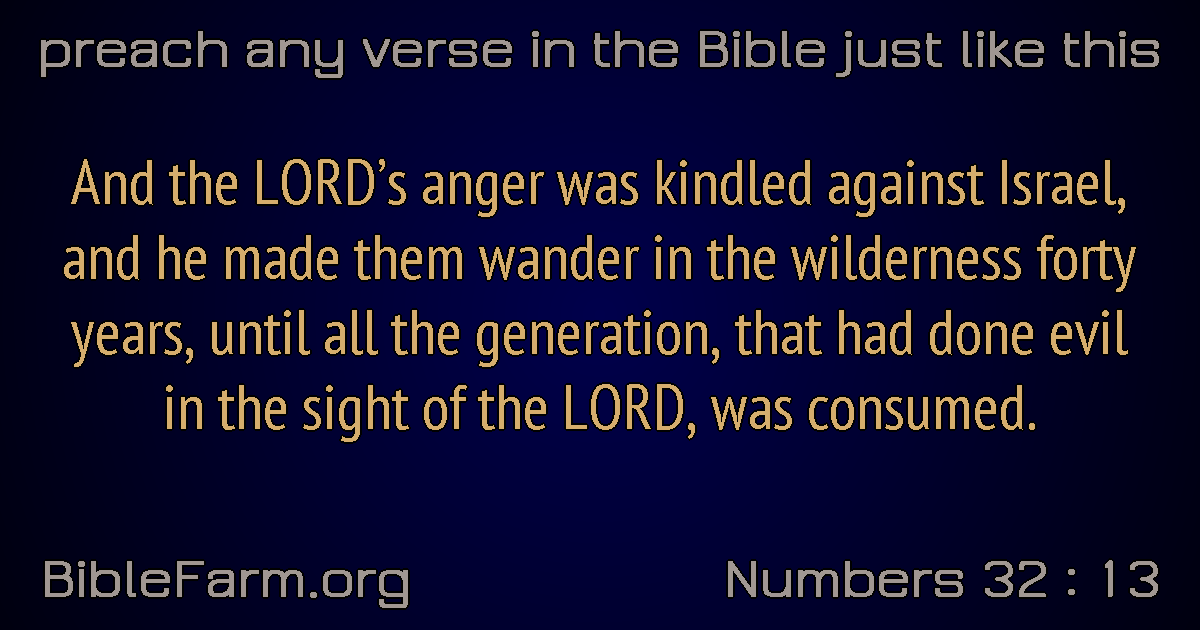 preach any verse in the Bible just like this
And the LORD’s anger was kindled against Israel,
and he made them wander in the wilderness forty
years, until all the generation, that had done evil
in the sight of the LORD, was consumed.
BibleFarm.org
Numbers 32 : 13